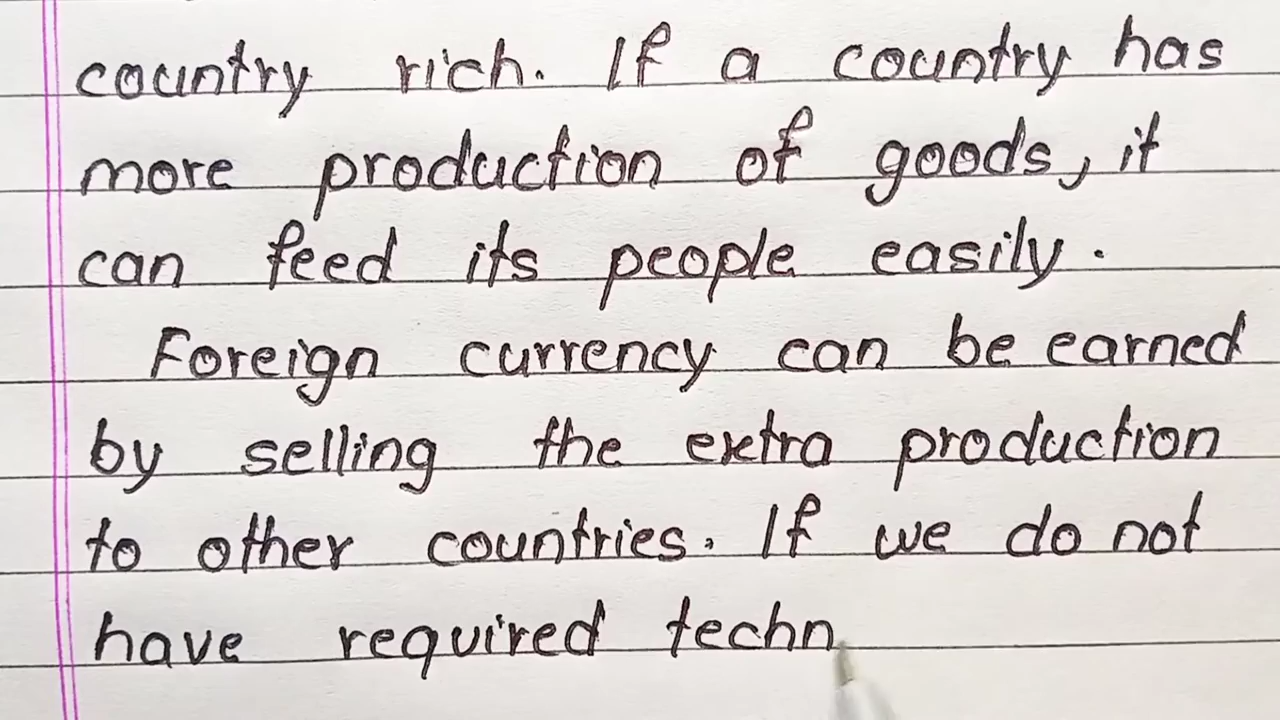 country rich. If a country has
more production of goods, it
can feed its people easily.
Foreign currency can be earned
by selling the extra production
to other countries. If we do not
have required techn